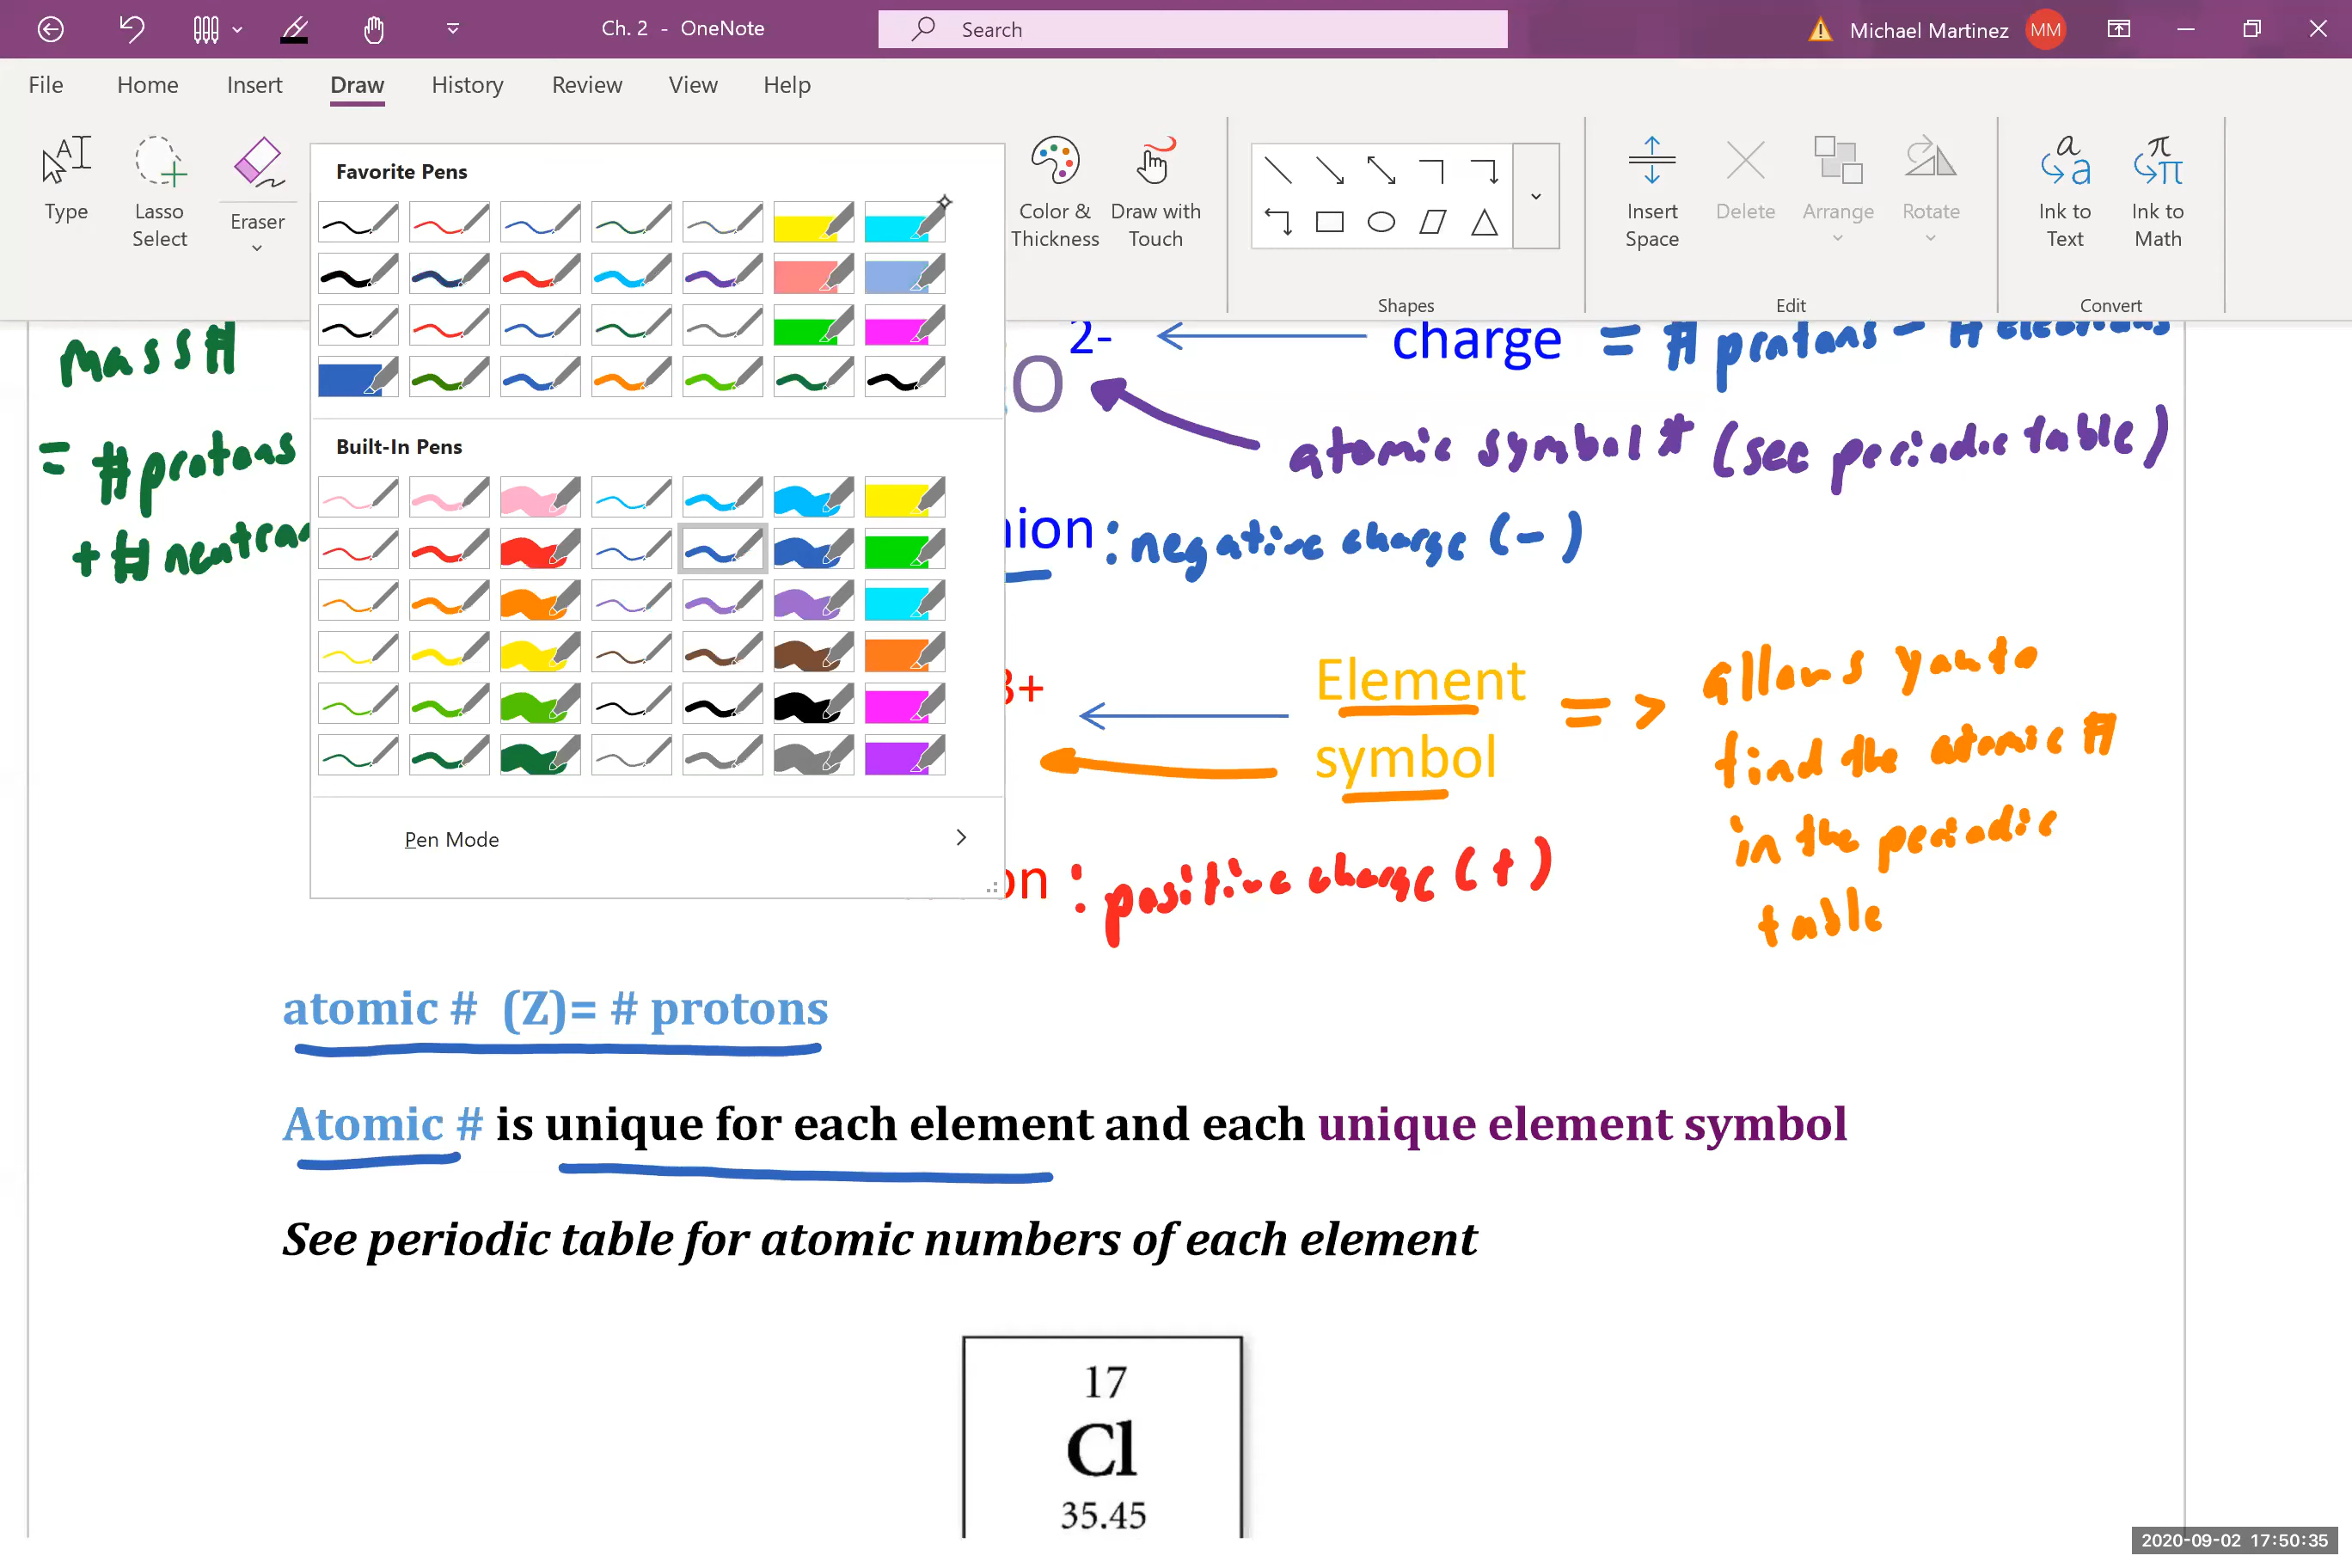 Ch. 2 - OneNote
Search
Michael Martinez
MM
File Home Insert Draw History Review View Help
Type
Lasso Select
Eraser
Favorite Pens
Built-In Pens
Pen Mode
Color & Thickness
Draw with Touch
Shapes
Insert Space
Delete
Arrange
Rotate
Edit
Ink to Text
Ink to Math
Convert
mass #
= # protons
+ #
2- charge = # protons - # electrons
O
atomic symbol * (see periodic table)
nion : negative charge (-)
3+
Element symbol => allows you to
find the atomic #
in the periodic
table
on : positive charge (+)
atomic # (Z)= # protons
Atomic # is unique for each element and each unique element symbol
See periodic table for atomic numbers of each element
17
Cl
35.45
2020-09-02 17:50:35